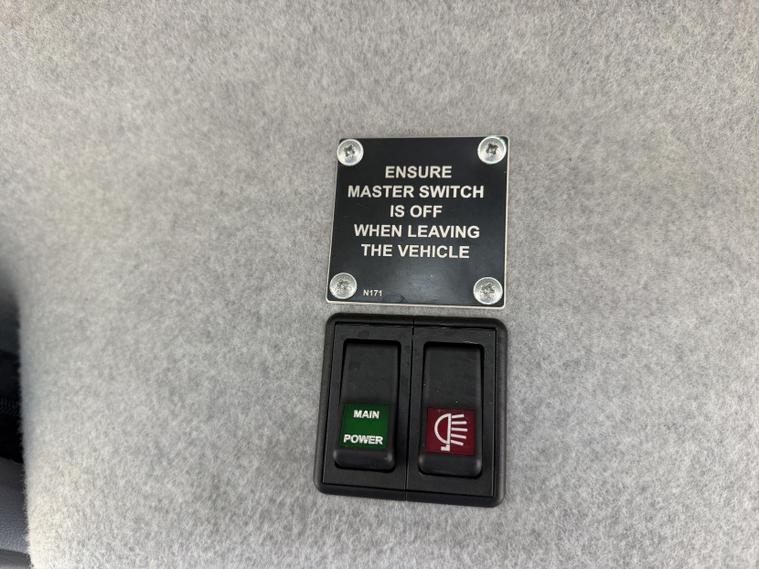 ENSURE
MASTER SWITCH
IS OFF
WHEN LEAVING
THE VEHICLE
N171
MAIN
POWER